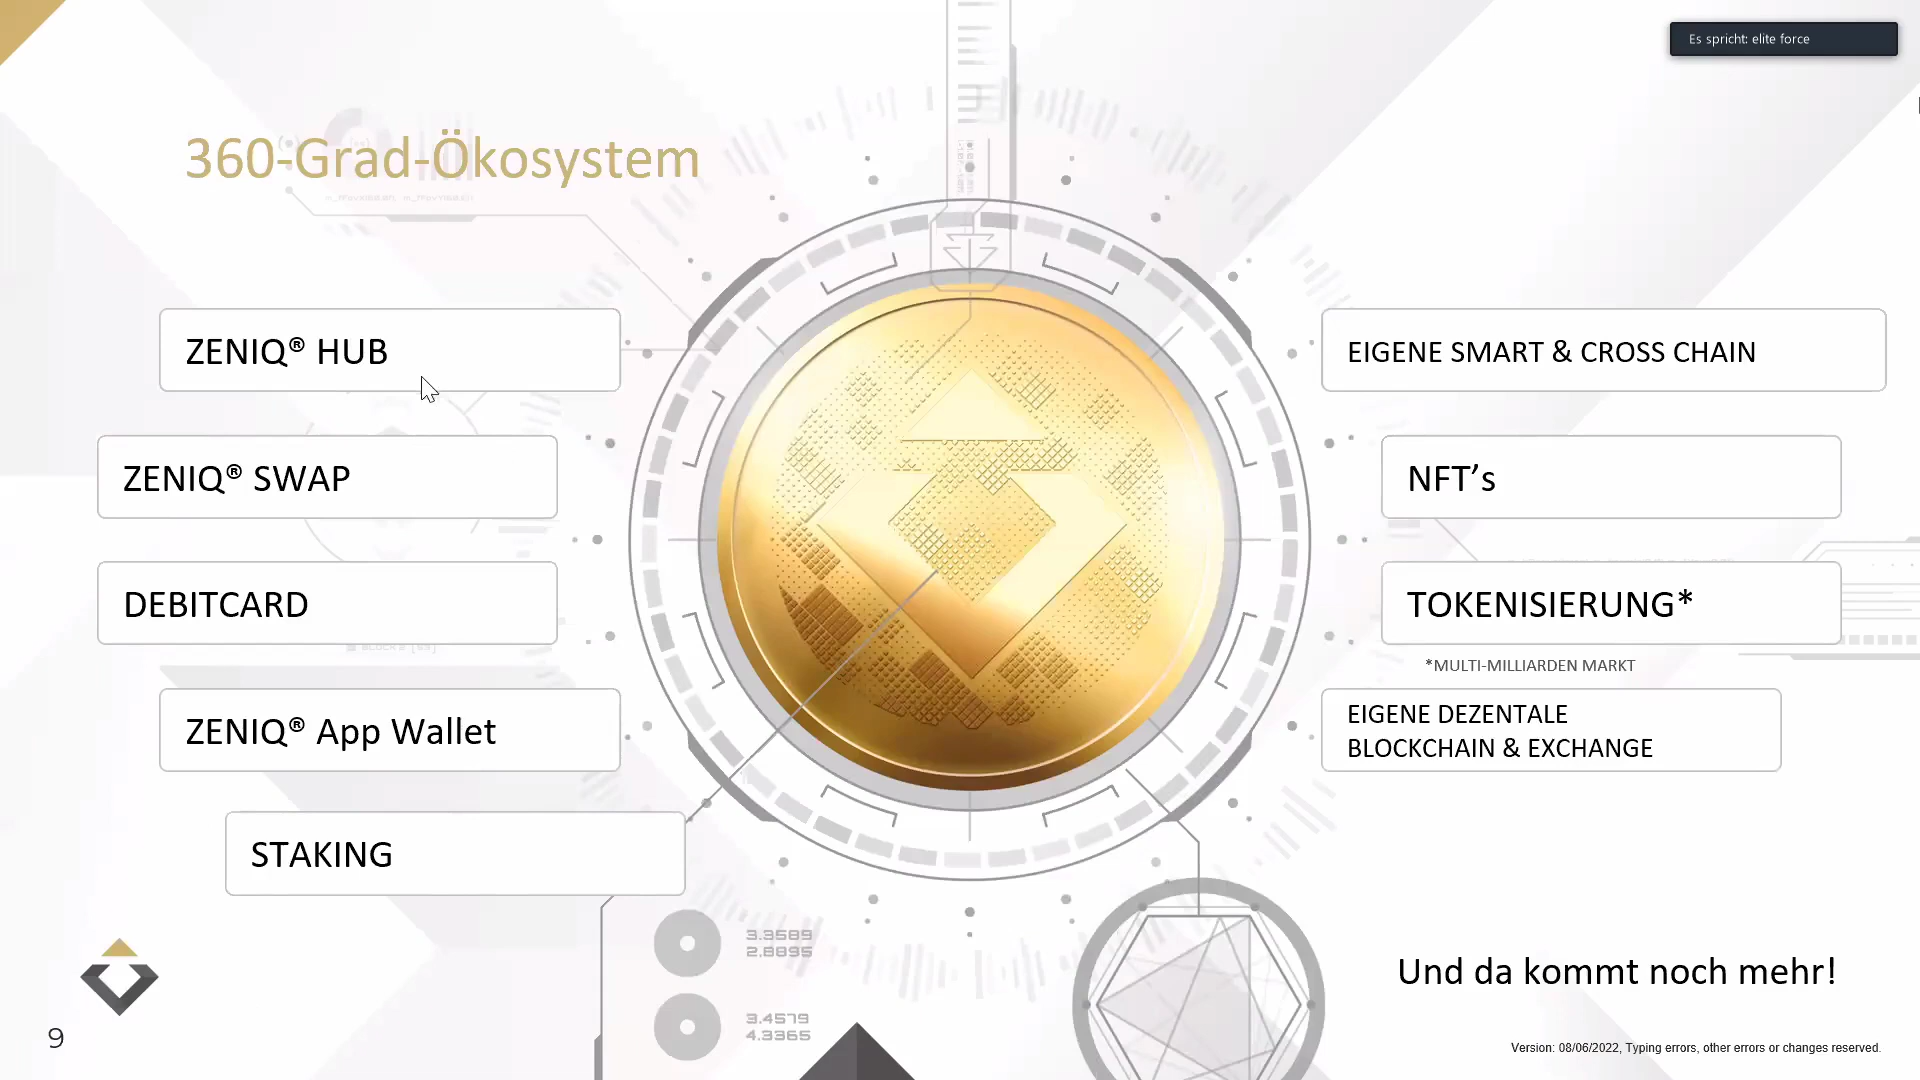 Es spricht: elite force
360-Grad-Ökosystem
ZENIQ® HUB
ZENIQ® SWAP
DEBITCARD
ZENIQ® App Wallet
STAKING
EIGENE SMART & CROSS CHAIN
NFT’s
TOKENISIERUNG*
*MULTI-MILLIARDEN MARKT
EIGENE DEZENTALE
BLOCKCHAIN & EXCHANGE
3.3589
2.8895
3.4579
4.3365
Und da kommt noch mehr!
9
Version: 08/06/2022, Typing errors, other errors or changes reserved.